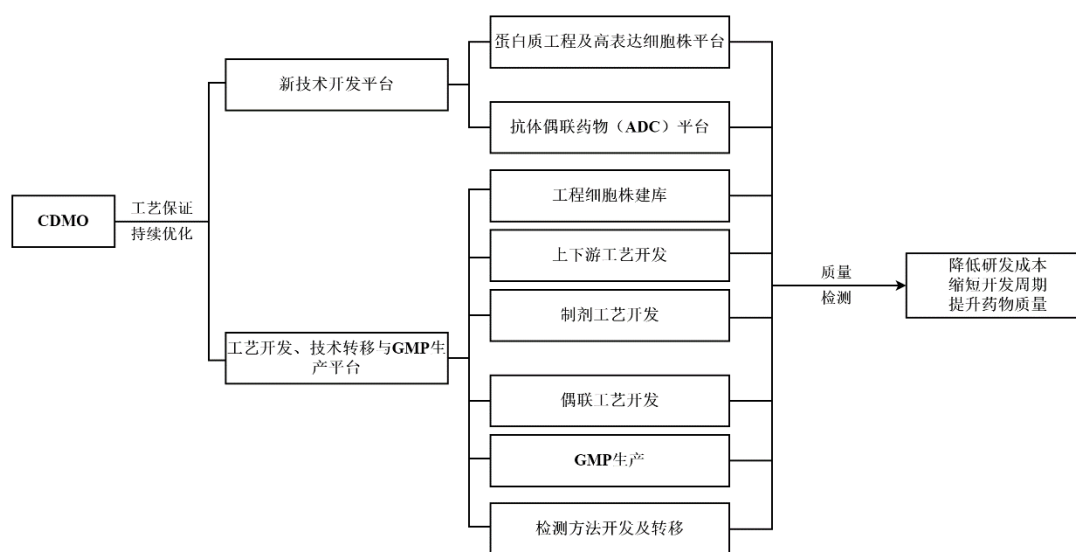 CDMO
工艺保证
持续优化
新技术开发平台
工艺开发、技术转移与GMP生
产平台
蛋白质工程及高表达细胞株平台
抗体偶联药物（ADC）平台
工程细胞株建库
上下游工艺开发
制剂工艺开发
偶联工艺开发
GMP生产
检测方法开发及转移
质量
检测
降低研发成本
缩短开发周期
提升药物质量